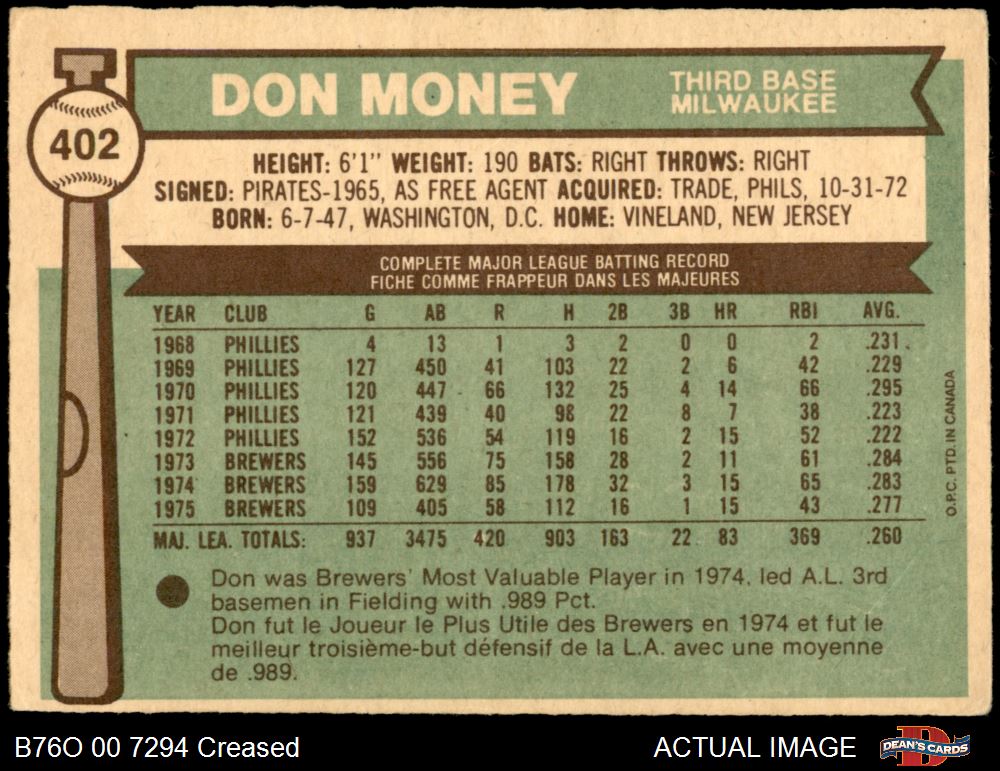 DON MONEY
THIRD BASE
MILWAUKEE
402
HEIGHT: 6'1" WEIGHT: 190 BATS: RIGHT THROWS: RIGHT
SIGNED: PIRATES-1965, AS FREE AGENT ACQUIRED: TRADE, PHILS, 10-31-72
BORN: 6-7-47, WASHINGTON, D.C. HOME: VINELAND, NEW JERSEY
COMPLETE MAJOR LEAGUE BATTING RECORD
FICHE COMME FRAPPEUR DANS LES MAJEURES
YEAR CLUB G AB R H 2B 3B HR RBI AVG.
1968 PHILLIES 4 13 1 3 2 0 0 2 .231
1969 PHILLIES 127 450 41 103 22 2 6 42 .229
1970 PHILLIES 120 447 66 132 25 4 14 66 .295
1971 PHILLIES 121 439 40 98 22 8 7 38 .223
1972 PHILLIES 152 536 54 119 16 2 15 52 .222
1973 BREWERS 145 556 75 158 28 2 11 61 .284
1974 BREWERS 159 629 85 178 32 3 15 65 .283
1975 BREWERS 109 405 58 112 16 1 15 43 .277
MAJ. LEA. TOTALS: 937 3475 420 903 163 22 83 369 .260
Don was Brewers' Most Valuable Player in 1974, led A.L. 3rd
basemen in Fielding with .989 Pct.
Don fut le Joueur le Plus Utile des Brewers en 1974 et fut le
meilleur troisième-but défensif de la L.A. avec une moyenne
de .989.
O.P.C. PTD. IN CANADA
B76O 00 7294 Creased
ACTUAL IMAGE
DEAN'S CARDS